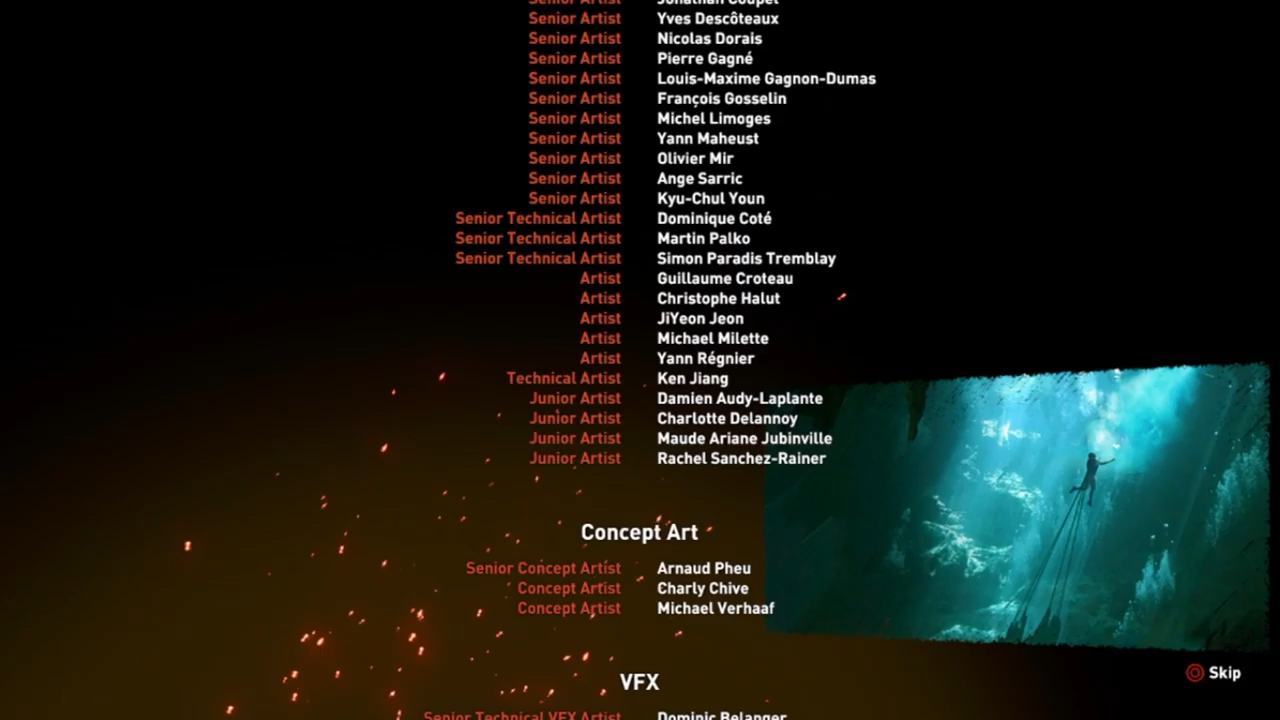 Senior Artist Jonathan Coupel
Senior Artist Yves Descôteaux
Senior Artist Nicolas Dorais
Senior Artist Pierre Gagné
Senior Artist Louis-Maxime Gagnon-Dumas
Senior Artist François Gosselin
Senior Artist Michel Limoges
Senior Artist Yann Maheust
Senior Artist Olivier Mir
Senior Artist Ange Sarric
Senior Artist Kyu-Chul Youn
Senior Technical Artist Dominique Coté
Senior Technical Artist Martin Palko
Senior Technical Artist Simon Paradis Tremblay
Artist Guillaume Croteau
Artist Christophe Halut
Artist JiYeon Jeon
Artist Michael Milette
Artist Yann Régnier
Technical Artist Ken Jiang
Junior Artist Damien Audy-Laplante
Junior Artist Charlotte Delannoy
Junior Artist Maude Ariane Jubinville
Junior Artist Rachel Sanchez-Rainer
Concept Art
Senior Concept Artist Arnaud Pheu
Concept Artist Charly Chive
Concept Artist Michael Verhaaf
Skip
VFX
Senior Technical VFX Artist Dominic Belanger